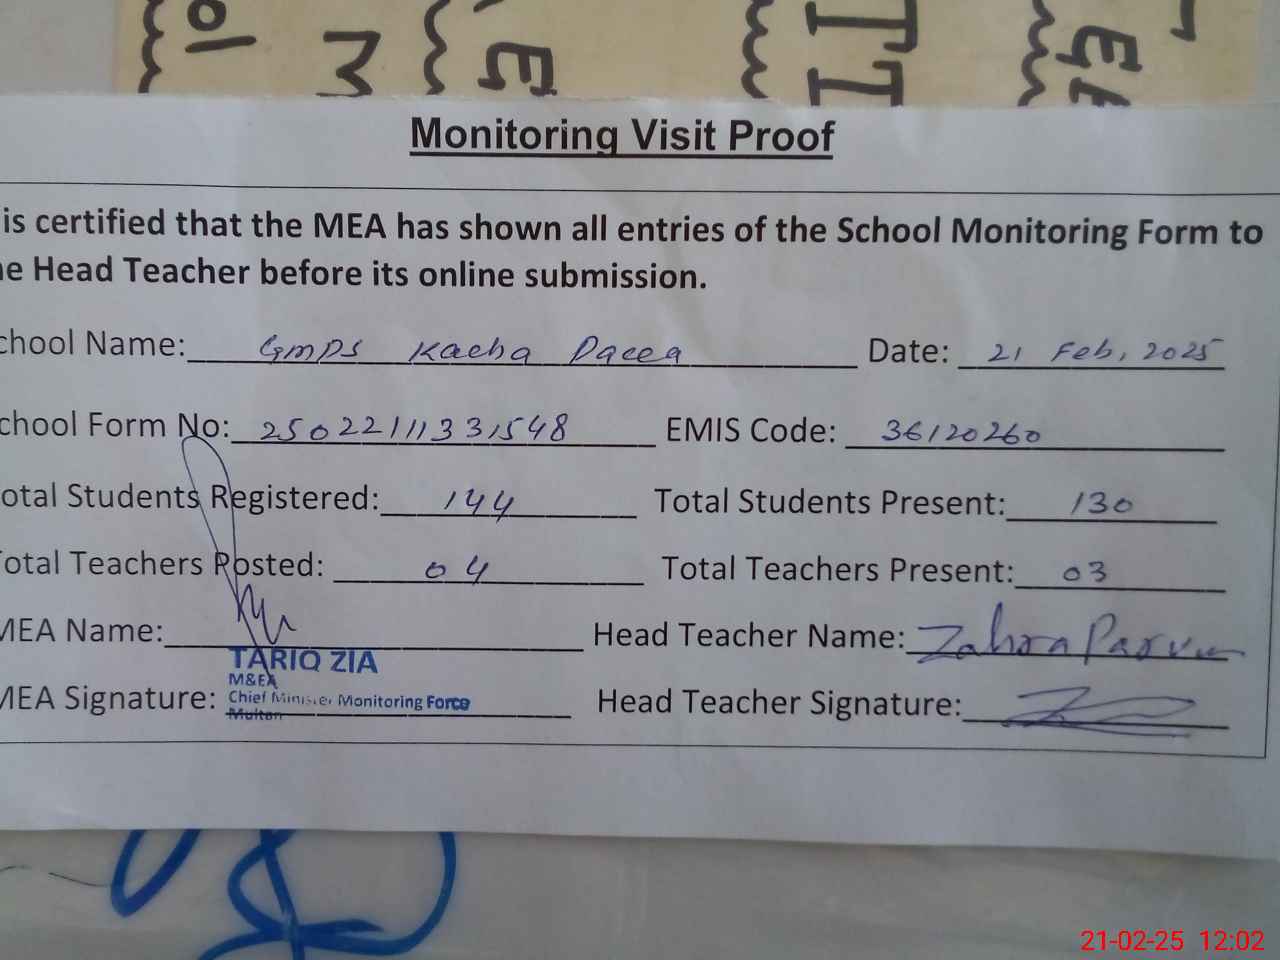 Monitoring Visit Proof
is certified that the MEA has shown all entries of the School Monitoring Form to
e Head Teacher before its online submission.
chool Name: GMPS Kacha Pacca Date: 21 Feb, 2025
chool Form No: 25022111331548 EMIS Code: 36120260
otal Students Registered: 144 Total Students Present: 130
otal Teachers Posted: 04 Total Teachers Present: 03
MEA Name: Head Teacher Name: Zahra Parvn
TARIQ ZIA
M&EA
MEA Signature: Chief Minister Monitoring Force Head Teacher Signature:
Multan
21-02-25 12:02